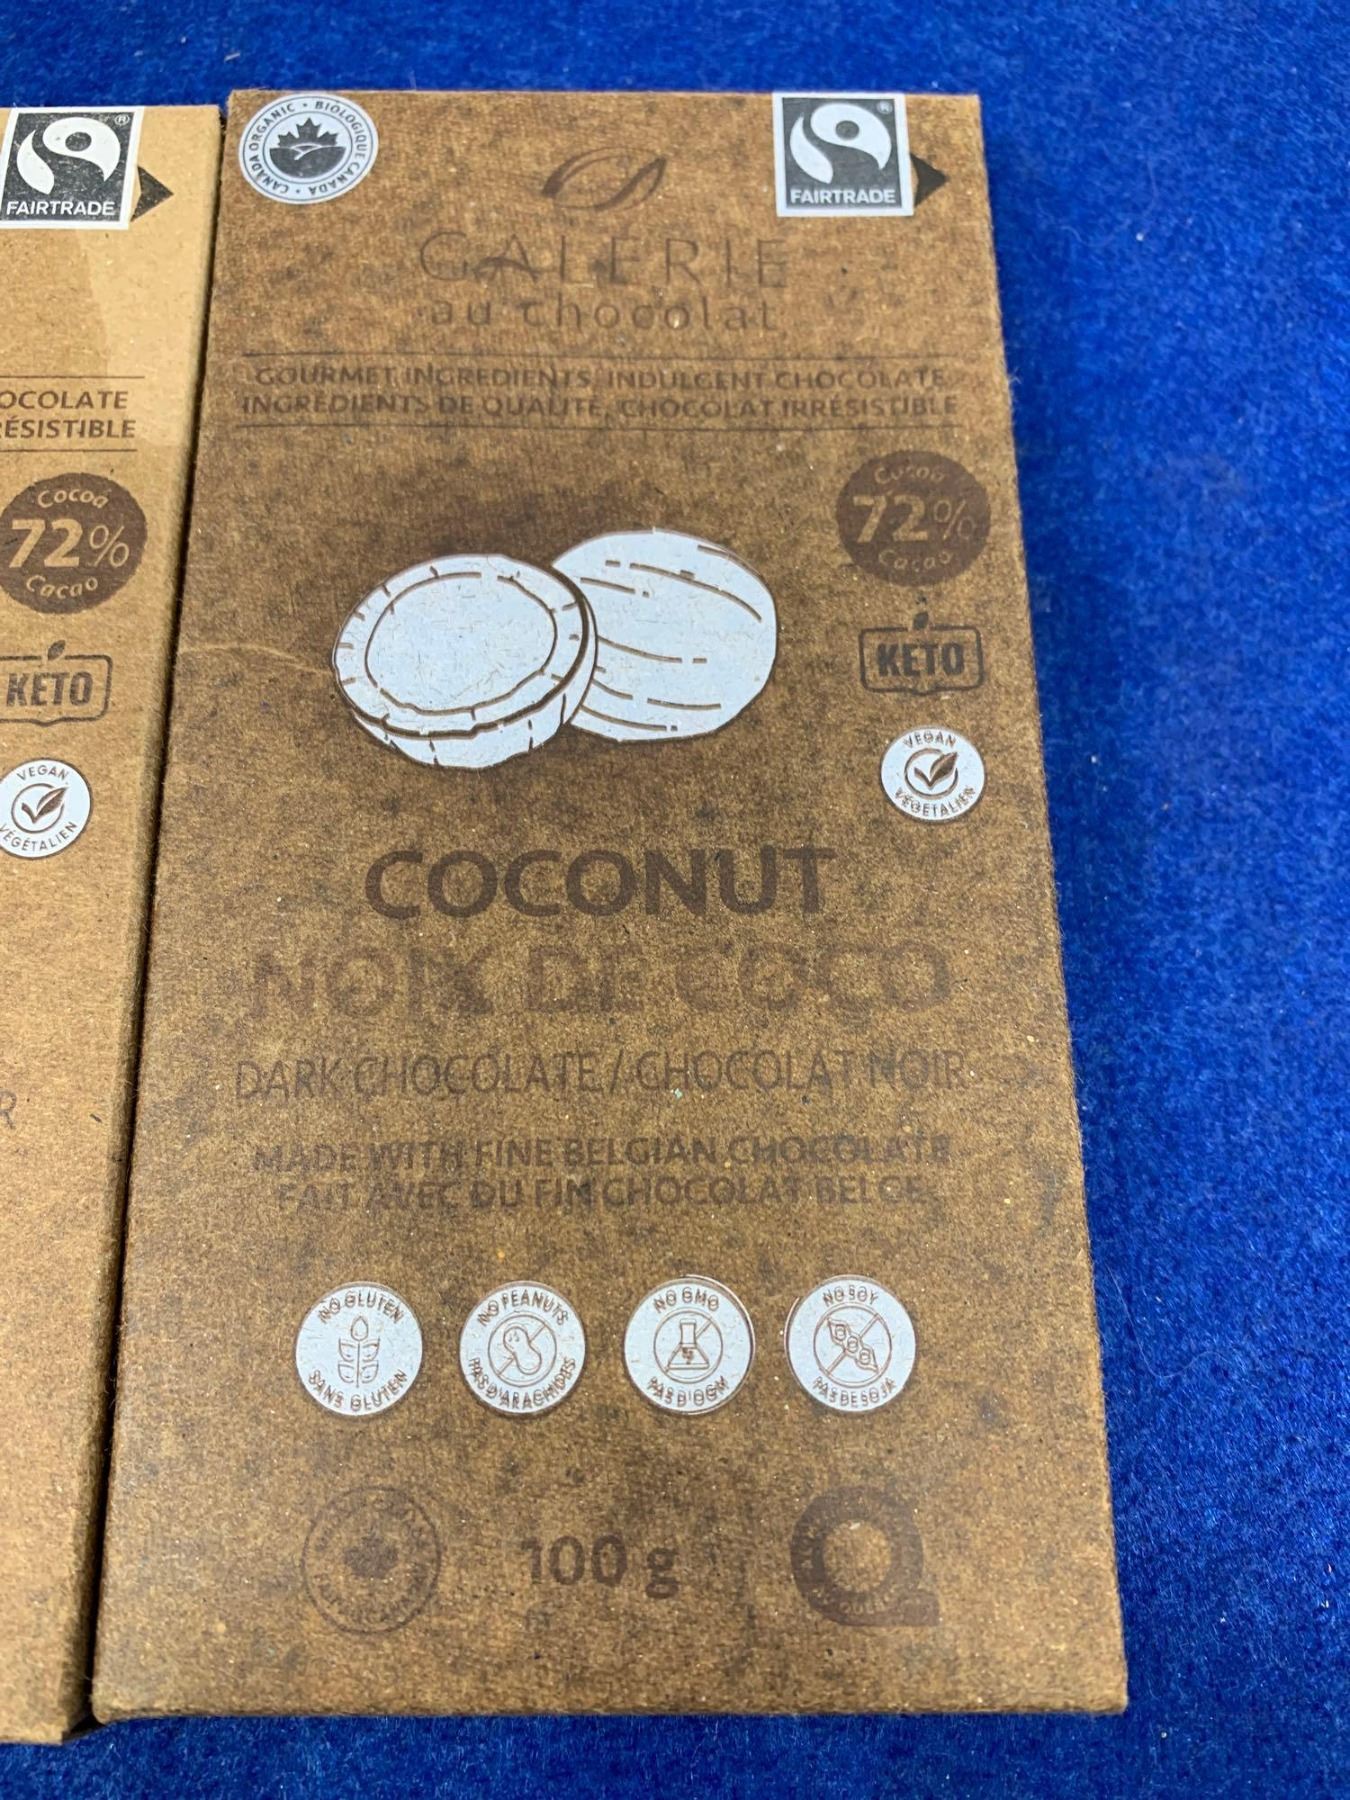 FAIRTRADE
OCOLATE
ÉSISTIBLE
Cocoa
72%
Cacao
KETO
VEGAN
VÉGÉTALIEN
R
CANADA ORGANIC • BIOLOGIQUE CANADA •
FAIRTRADE
GALERIE
au chocolat
GOURMET INGREDIENTS, INDULGENT CHOCOLATE
INGRÉDIENTS DE QUALITÉ, CHOCOLAT IRRÉSISTIBLE
Cocoa
72%
Cacao
KETO
VEGAN
VÉGÉTALIEN
COCONUT
NOIX DE COCO
DARK CHOCOLATE / CHOCOLAT NOIR
MADE WITH FINE BELGIAN CHOCOLATE
FAIT AVEC DU FIN CHOCOLAT BELGE
NO GLUTEN
SANS GLUTEN
NO PEANUTS
PAS D'ARACHIDES
NO GMO
PAS D'OGM
NO SOY
PAS DE SOJA
100 g